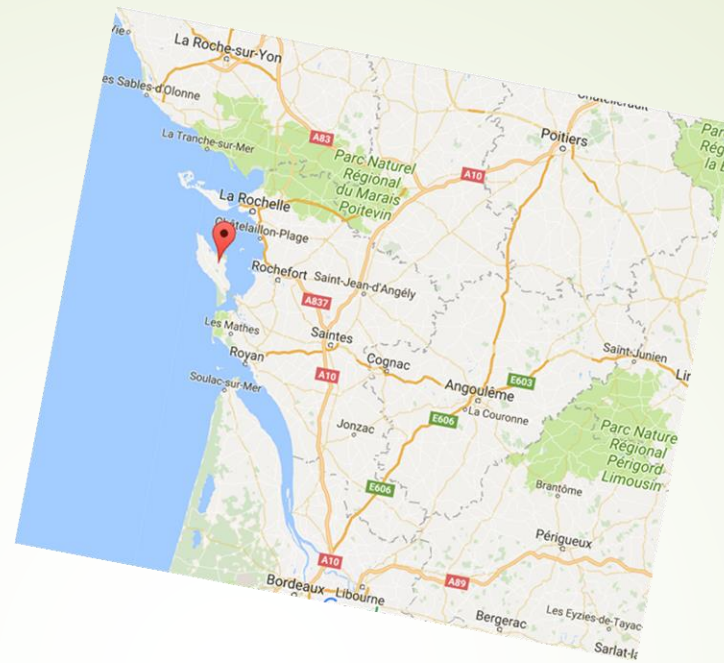 La Roche-sur-Yon
es Sables-d'Olonne
La Tranche-sur-Mer
A83
Poitiers
Parc Naturel
Régional
du Marais
Poitevin
A10
La Rochelle
Châtelaillon-Plage
Rochefort
Saint-Jean-d'Angély
A837
Les Mathes
Saintes
Royan
Cognac
Saint-Junien
Soulac-sur-Mer
A10
Angoulême
E603
La Couronne
E606
Jonzac
Parc Nature
Régional
Périgord
Limousin
E606
Brantôme
Périgueux
A10
Bordeaux
Libourne
A89
Les Eyzies-de-Tayac
Bergerac